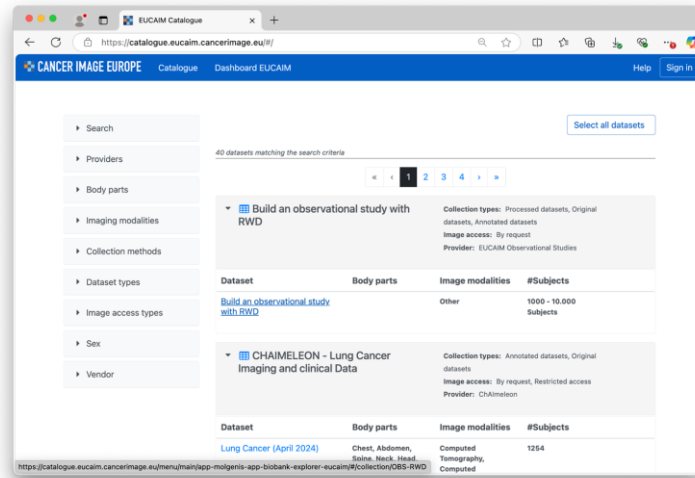 EUCAIM Catalogue
https://catalogue.eucaim.cancerimage.eu/#/
CANCER IMAGE EUROPE Catalogue Dashboard EUCAIM Help Sign in
Search
Providers
Body parts
Imaging modalities
Collection methods
Dataset types
Image access types
Sex
Vendor
Select all datasets
40 datasets matching the search criteria
« ‹ 1 2 3 4 › »
Build an observational study with
RWD
Collection types: Processed datasets, Original
datasets, Annotated datasets
Image access: By request
Provider: EUCAIM Observational Studies
Dataset Body parts Image modalities #Subjects
Build an observational study
with RWD
Other
1000 - 10.000
Subjects
CHAIMELEON - Lung Cancer
Imaging and clinical Data
Collection types: Annotated datasets, Original
datasets
Image access: By request, Restricted access
Provider: ChAImeleon
Dataset Body parts Image modalities #Subjects
Lung Cancer (April 2024)
Chest, Abdomen,
Spine, Neck, Head,
Computed
Tomography,
Computed
1254
https://catalogue.eucaim.cancerimage.eu/menu/main/app-molgenis-app-biobank-explorer-eucaim/#/collection/OBS-RWD